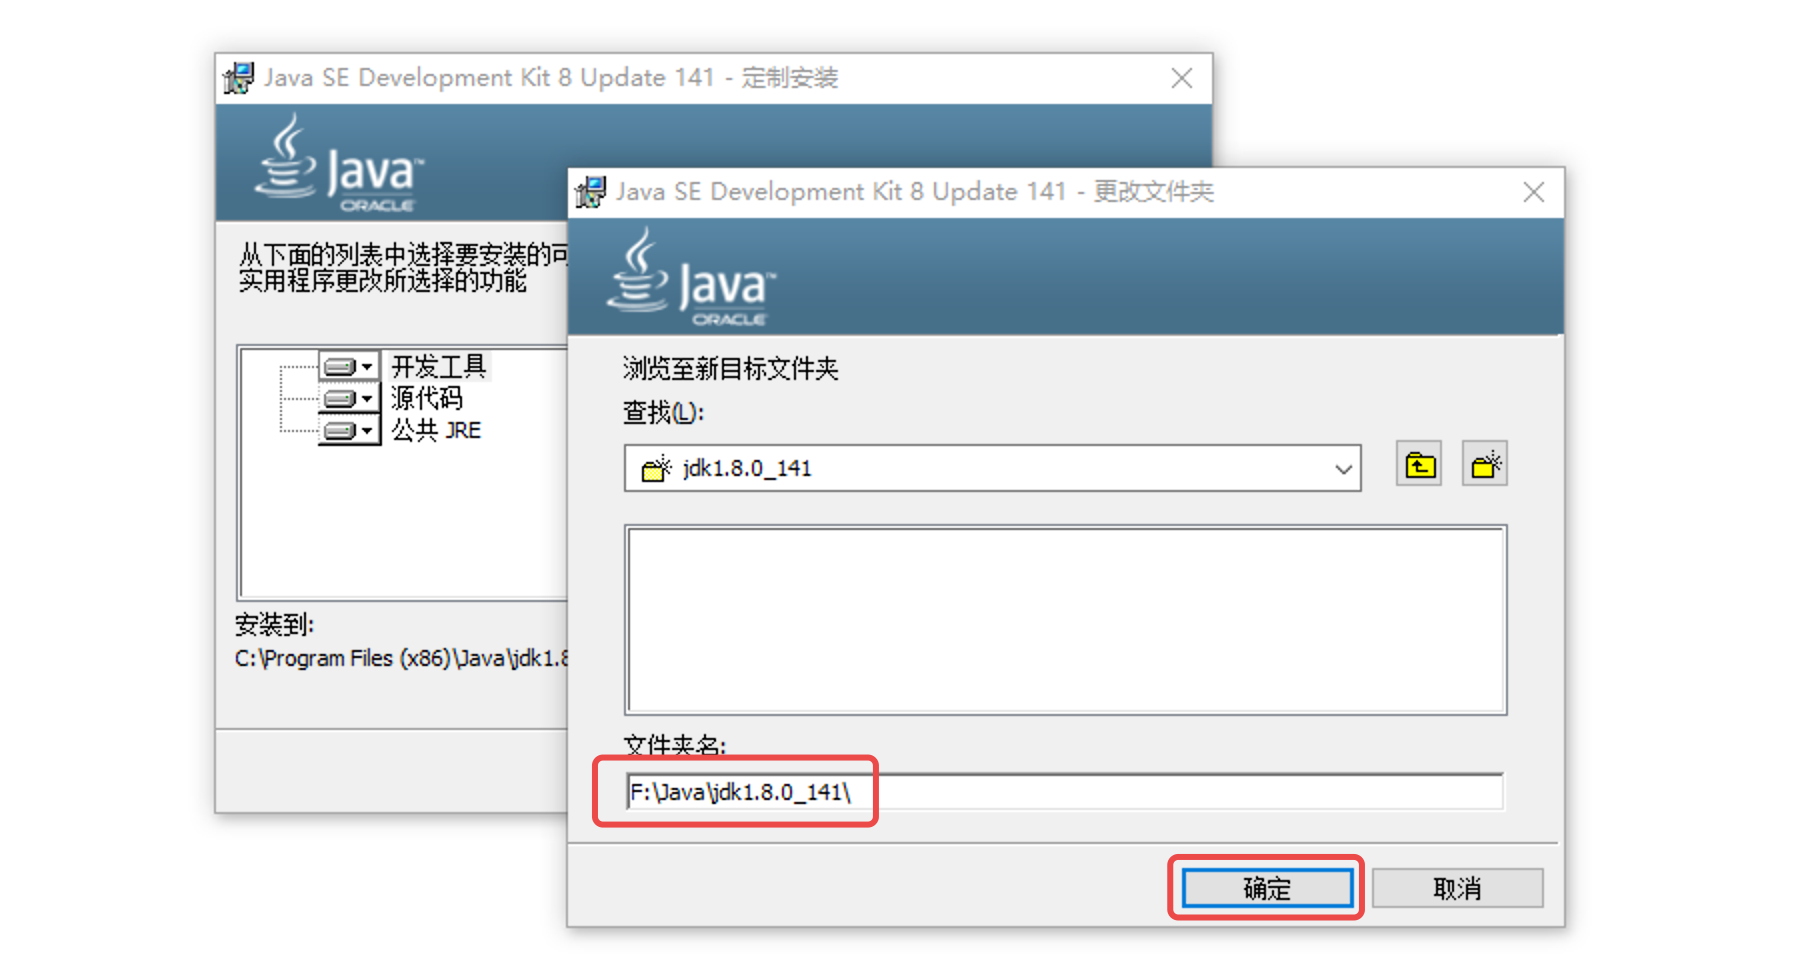 Java SE Development Kit 8 Update 141 - 定制安装
Java™
ORACLE
从下面的列表中选择要安装的可
实用程序更改所选择的功能
开发工具
源代码
公共 JRE
安装到:
C:\Program Files (x86)\Java\jdk1.8
Java SE Development Kit 8 Update 141 - 更改文件夹
Java™
ORACLE
浏览至新目标文件夹
查找(L):
jdk1.8.0_141
文件夹名:
F:\Java\jdk1.8.0_141\
确定
取消